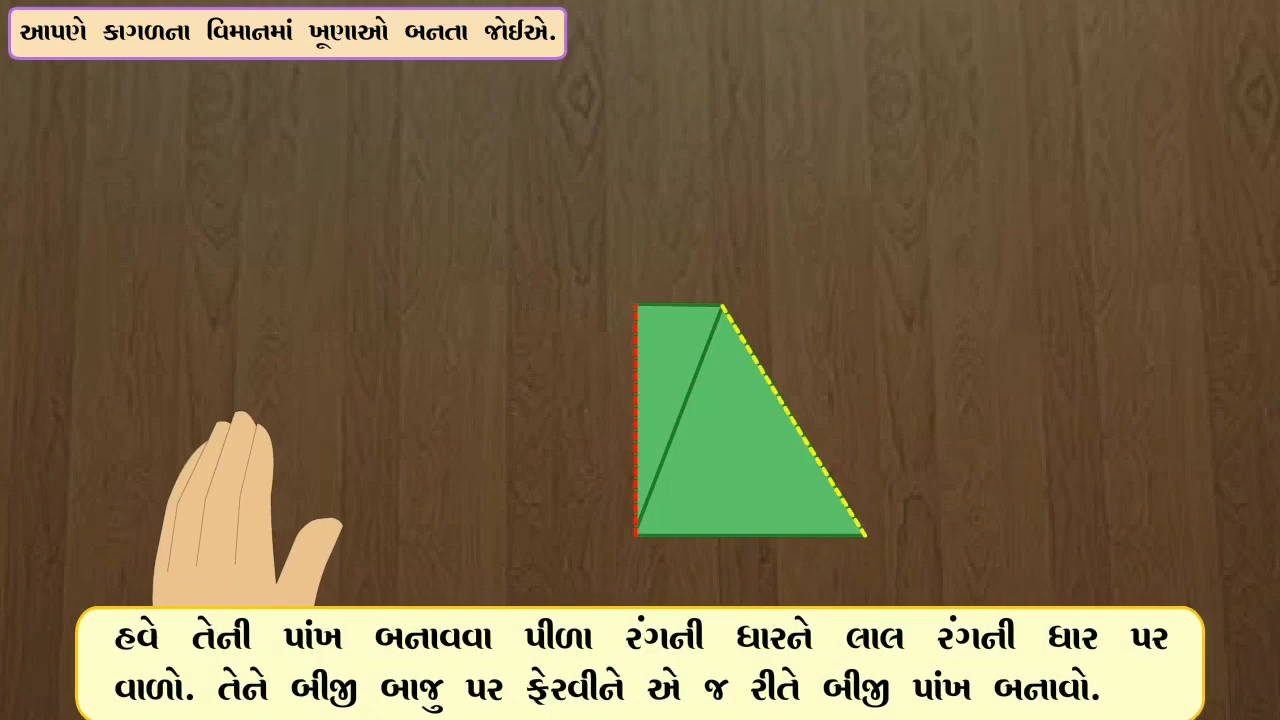 આપણે કાગળના વિમાનમાં ખૂણાઓ બનતા જોઈએ.
હવે તેની પાંખ બનાવવા પીળા રંગની ધારને લાલ રંગની ધાર પર
વાળો. તેને બીજી બાજુ પર ફેરવીને એ જ રીતે બીજી પાંખ બનાવો.